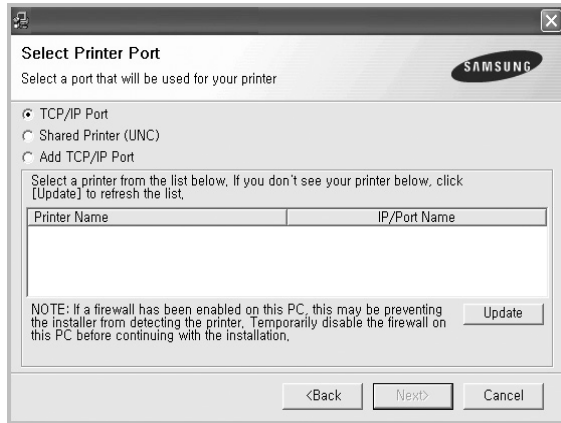 Select Printer Port
Select a port that will be used for your printer
SAMSUNG
TCP/IP Port
Shared Printer (UNC)
Add TCP/IP Port
Select a printer from the list below, If you don't see your printer below, click
[Update] to refresh the list,
Printer Name
IP/Port Name
NOTE: If a firewall has been enabled on this PC, this may be preventing
the installer from detecting the printer, Temporarily disable the firewall on
this PC before continuing with the installation,
Update
<Back
Next>
Cancel